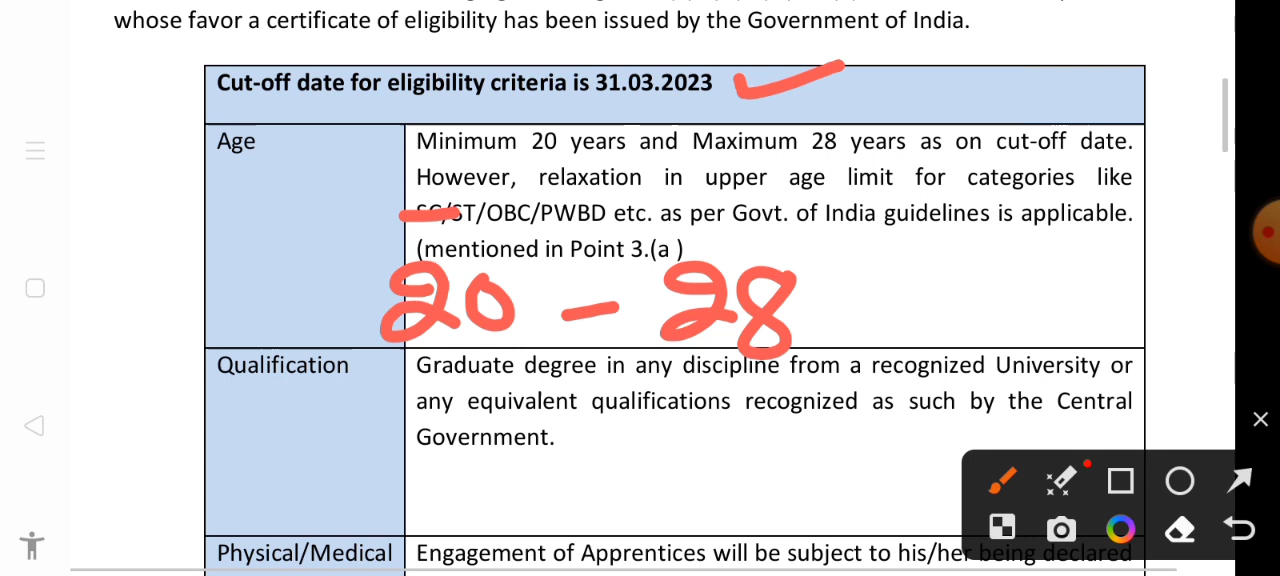 whose favor a certificate of eligibility has been issued by the Government of India.
Cut-off date for eligibility criteria is 31.03.2023
Age
Minimum 20 years and Maximum 28 years as on cut-off date.
However, relaxation in upper age limit for categories like
SC/ST/OBC/PWBD etc. as per Govt. of India guidelines is applicable.
(mentioned in Point 3.(a )
20 - 28
Qualification
Graduate degree in any discipline from a recognized University or
any equivalent qualifications recognized as such by the Central
Government.
Physical/Medical
Engagement of Apprentices will be subject to his/her being declared